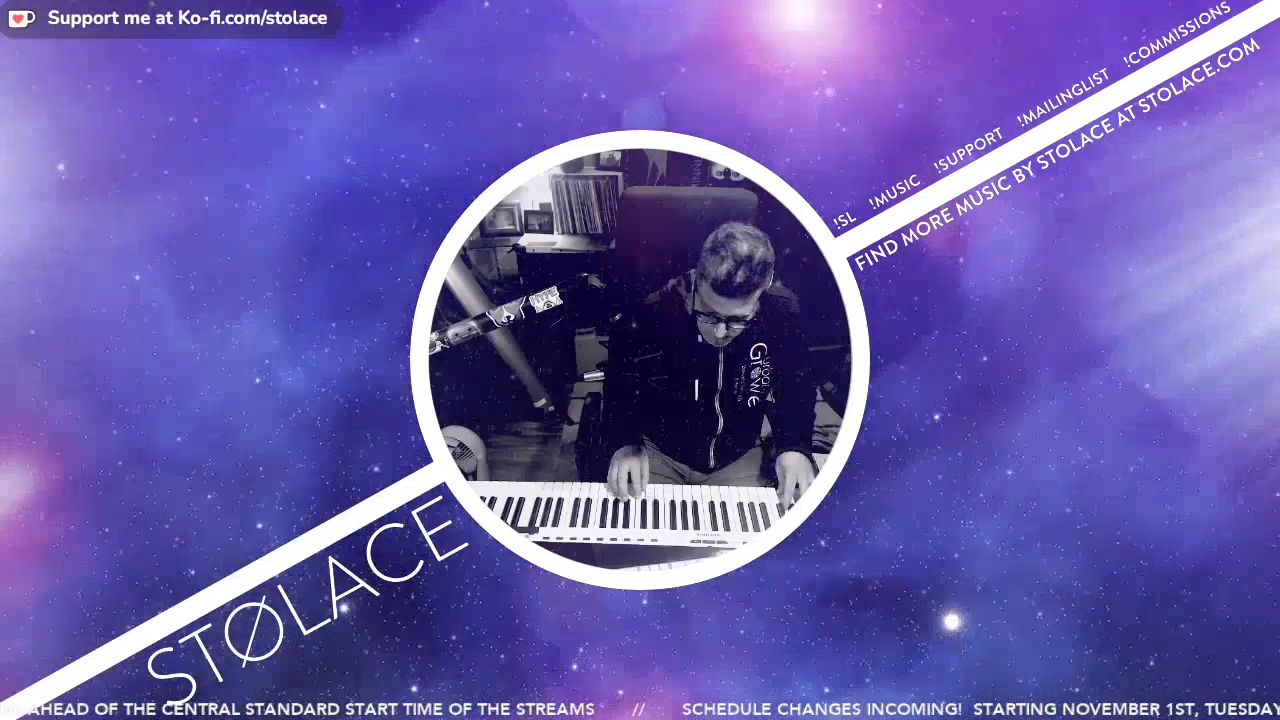 Support me at Ko-fi.com/stolace
!SL !MUSIC !SUPPORT !MAILINGLIST !COMMISSIONS
FIND MORE MUSIC BY STOLACE AT STOLACE.COM
STØLACE
AHEAD OF THE CENTRAL STANDARD START TIME OF THE STREAMS // SCHEDULE CHANGES INCOMING! STARTING NOVEMBER 1ST, TUESDAY